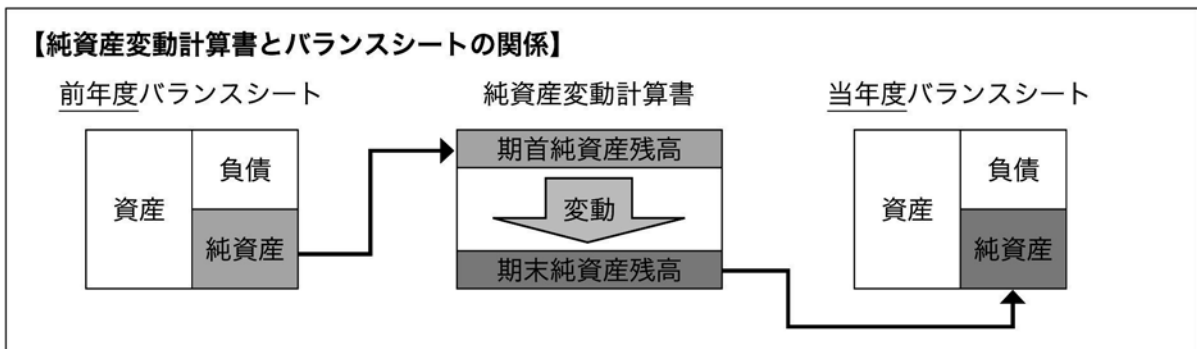 【純資産変動計算書とバランスシートの関係】
前年度バランスシート
資産
負債
純資産
純資産変動計算書
期首純資産残高
変動
期末純資産残高
当年度バランスシート
資産
負債
純資産